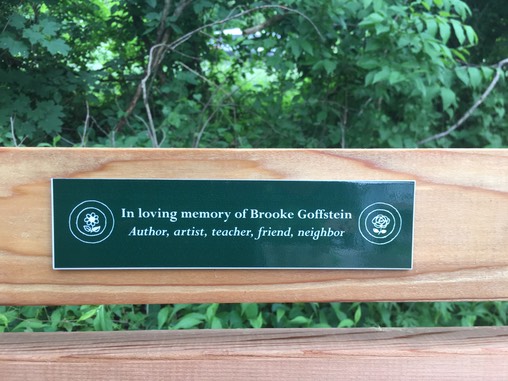 In loving memory of Brooke Goffstein
Author, artist, teacher, friend, neighbor